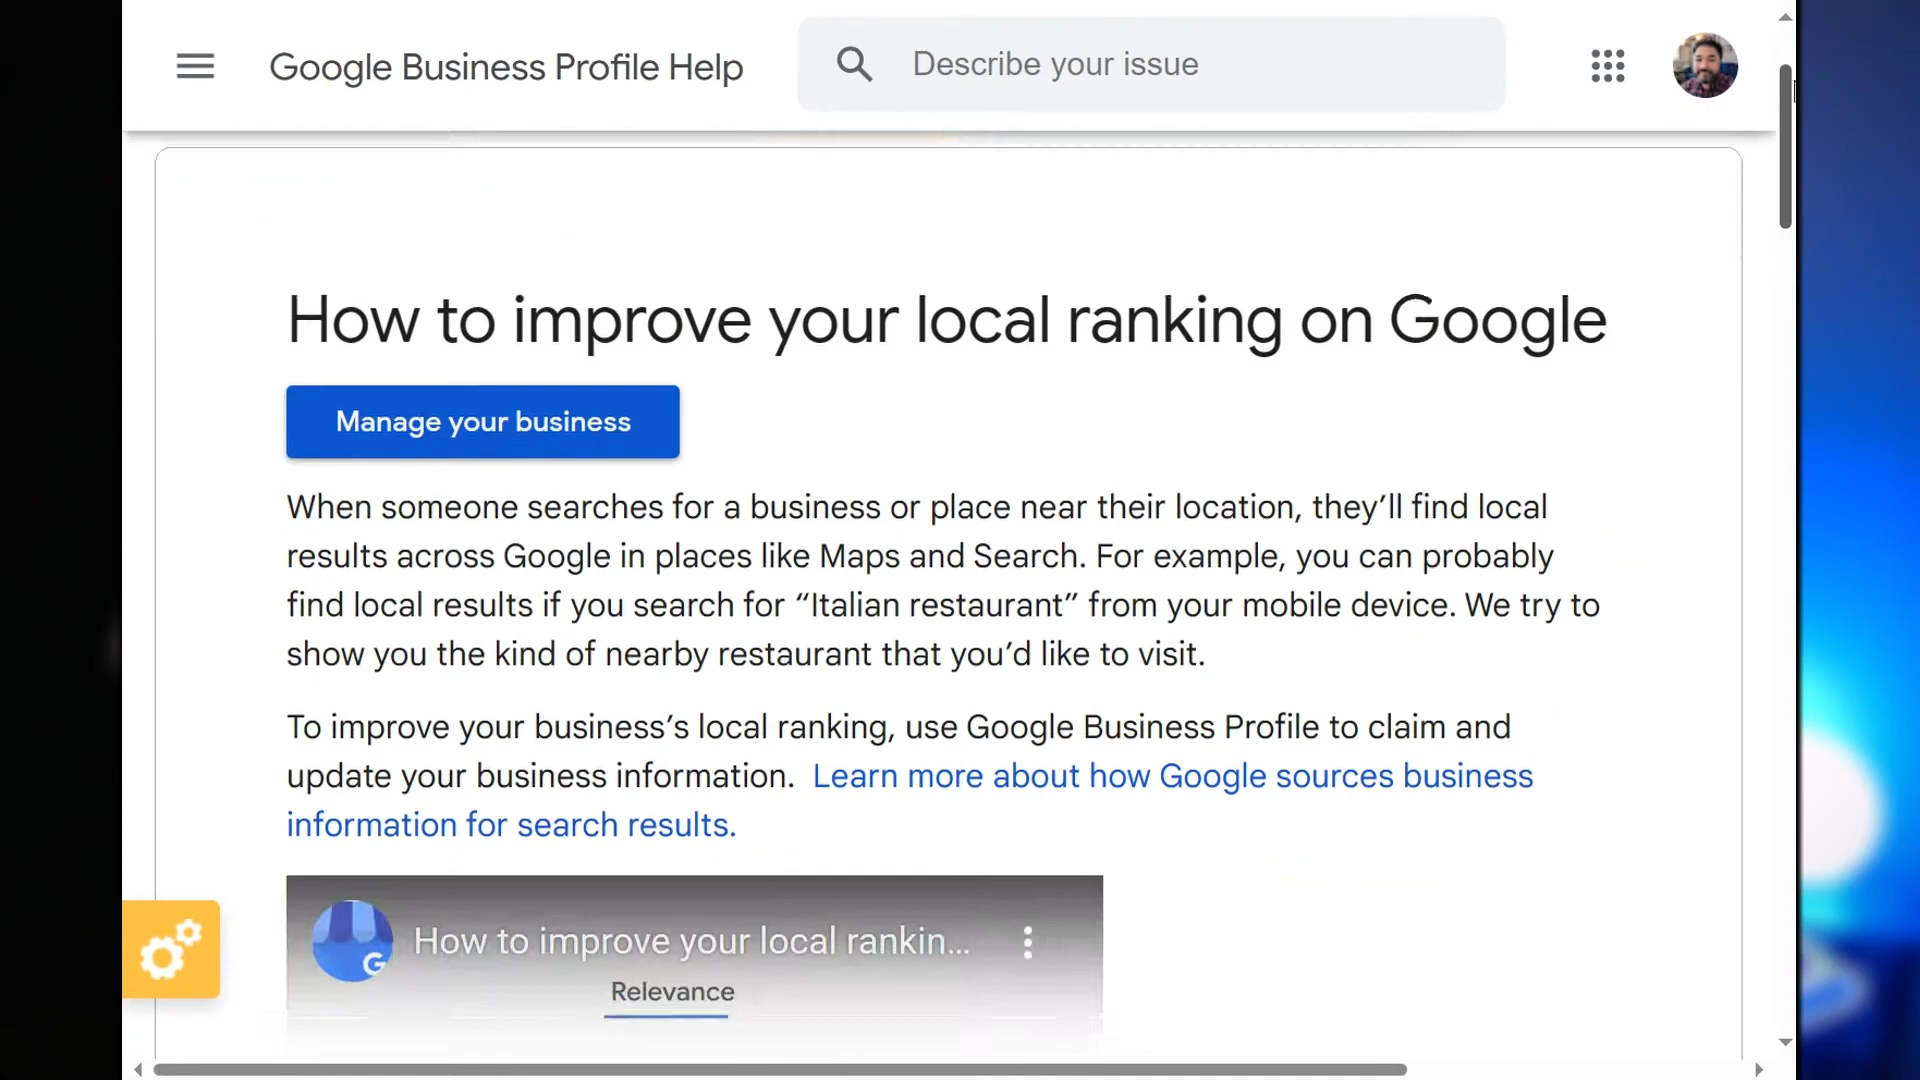 Google Business Profile Help
Describe your issue
How to improve your local ranking on Google
Manage your business
When someone searches for a business or place near their location, they’ll find local
results across Google in places like Maps and Search. For example, you can probably
find local results if you search for “Italian restaurant” from your mobile device. We try to
show you the kind of nearby restaurant that you’d like to visit.
To improve your business’s local ranking, use Google Business Profile to claim and
update your business information.  Learn more about how Google sources business
information for search results.
G
How to improve your local rankin...
Relevance